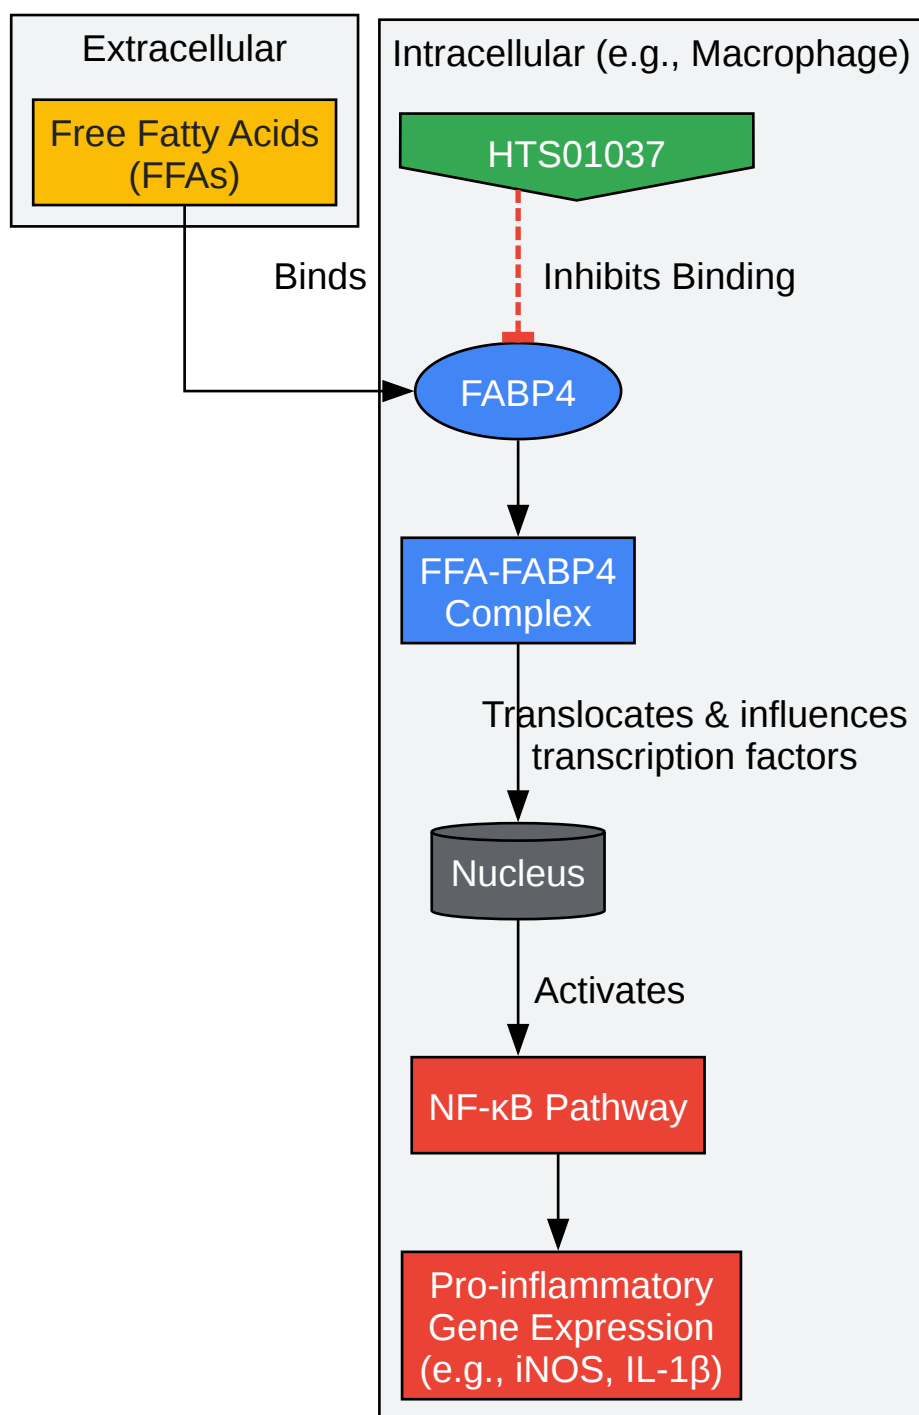 Extracellular
Free Fatty Acids
(FFAs)
Intracellular (e.g., Macrophage)
HTS01037
Binds
Inhibits Binding
FABP4
FFA-FABP4
Complex
Translocates & influences
transcription factors
Nucleus
Activates
NF-κB Pathway
Pro-inflammatory
Gene Expression
(e.g., iNOS, IL-1β)